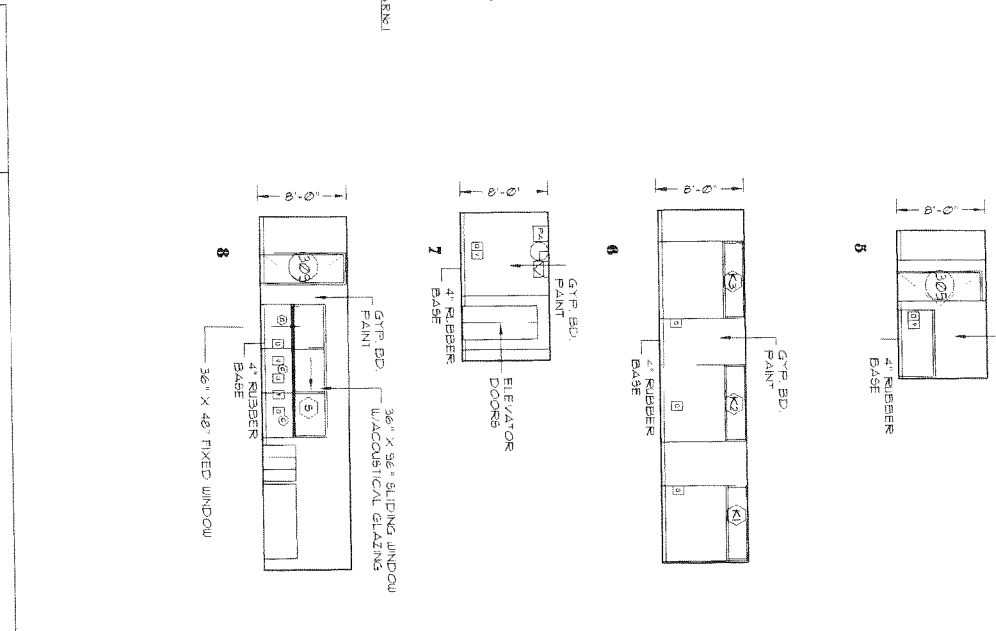 8'-0"
305
4" RUBBER
BASE
5
8'-0"
GYP. BD.
PAINT
K3
K2
K1
4" RUBBER
BASE
6
8'-0"
GYP. BD.
PAINT
4" RUBBER
BASE
ELEVATOR
DOORS
7
8'-0"
309
GYP. BD.
PAINT
36" X 96" SLIDING WINDOW
W/ACOUSTICAL GLAZING
5
4" RUBBER
BASE
36" X 48" FIXED WINDOW
8